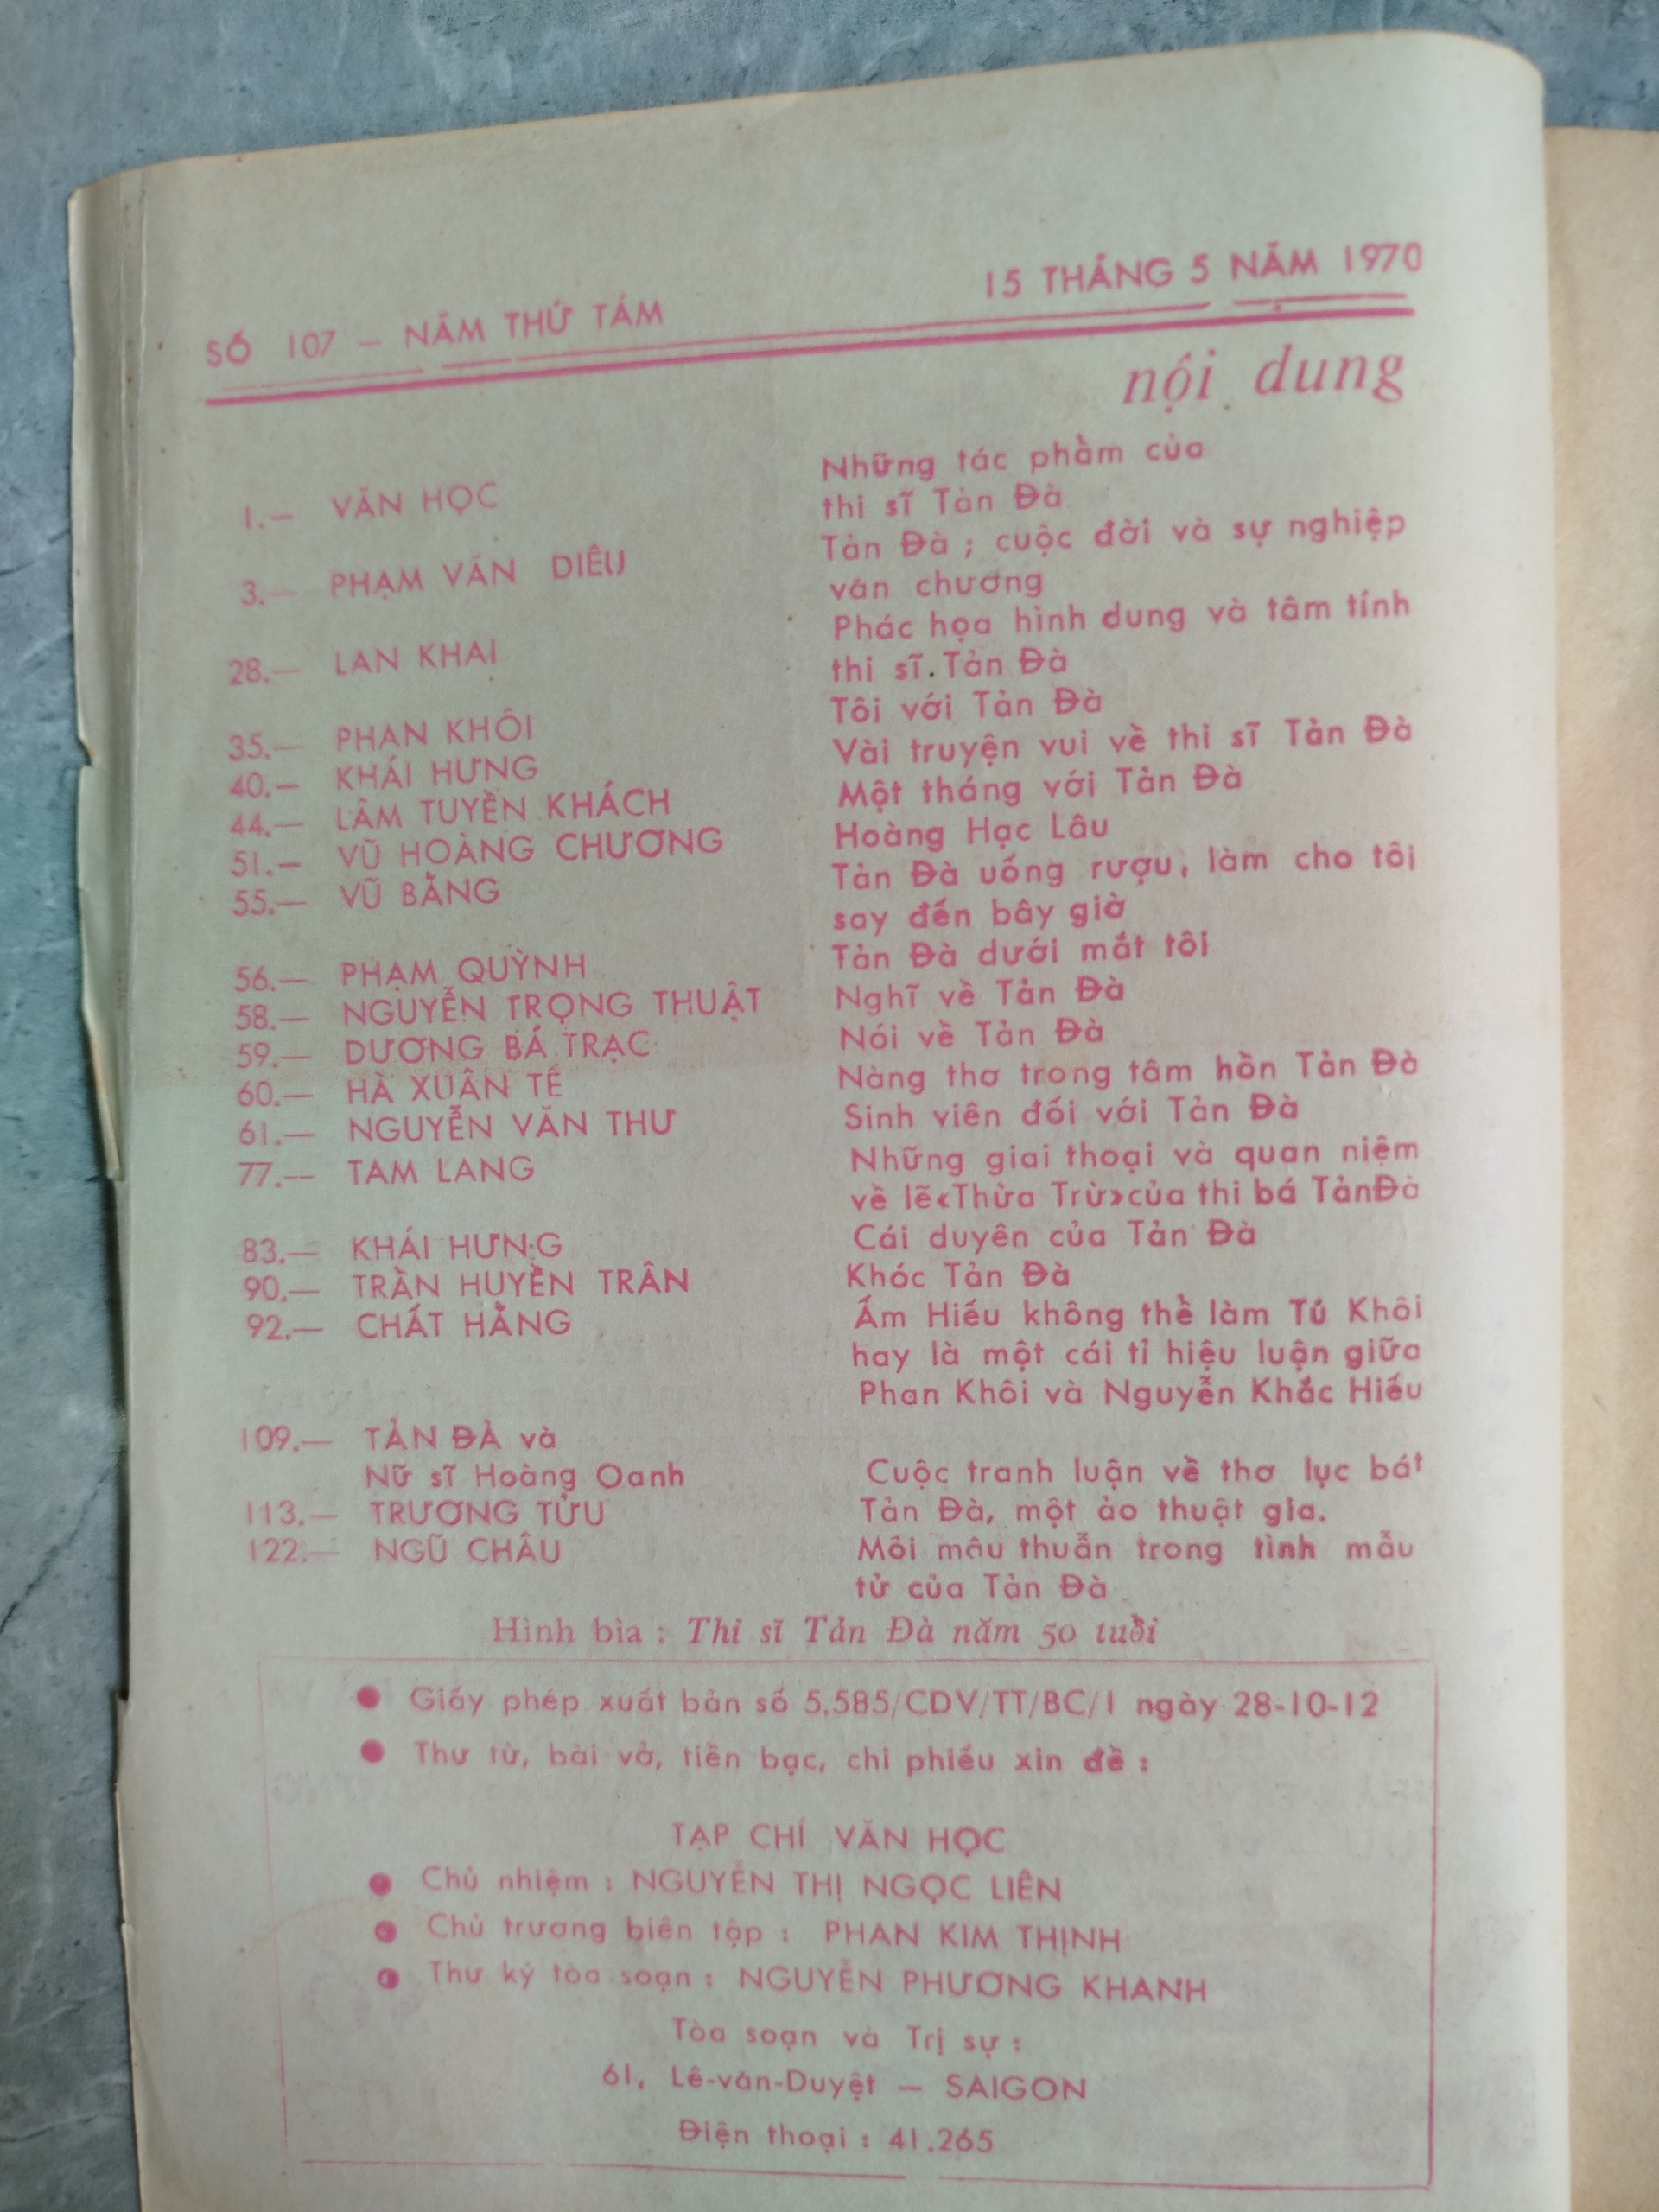 SỐ 107 — NĂM THỨ TÁM 15 THÁNG 5 NĂM 1970
nội dung
1.— VĂN HỌC Những tác phẩm của
thi sĩ Tản Đà
3.— PHẠM VĂN DIÊU Tản Đà ; cuộc đời và sự nghiệp
văn chương
28.— LAN KHAI Phác họa hình dung và tâm tính
thi sĩ Tản Đà
35.— PHAN KHÔI Tôi với Tản Đà
40.— KHÁI HƯNG Vài truyện vui về thi sĩ Tản Đà
44.— LÂM TUYỀN KHÁCH Một tháng với Tản Đà
51.— VŨ HOÀNG CHƯƠNG Hoàng Hạc Lâu
55.— VŨ BẰNG Tản Đà uống rượu, làm cho tôi
say đến bây giờ
56.— PHẠM QUỲNH Tản Đà dưới mắt tôi
58.— NGUYỄN TRỌNG THUẬT Nghĩ về Tản Đà
59.— DƯƠNG BÁ TRẠC Nói về Tản Đà
60.— HÀ XUÂN TẾ Nàng thơ trong tâm hồn Tản Đà
61.— NGUYỄN VĂN THƯ Sinh viên đối với Tản Đà
77.— TAM LANG Những giai thoại và quan niệm
về lẽ «Thừa Trừ» của thi bá Tản Đà
83.— KHÁI HƯNG Cái duyên của Tản Đà
90.— TRẦN HUYỀN TRÂN Khóc Tản Đà
92.— CHẤT HẰNG Ấm Hiếu không thể làm Tú Khôi
hay là một cái tỉ hiệu luận giữa
Phan Khôi và Nguyễn Khắc Hiếu
109.— TẢN ĐÀ và
Nữ sĩ Hoàng Oanh Cuộc tranh luận về thơ lục bát
113.— TRƯƠNG TỬU Tản Đà, một ảo thuật gia.
122.— NGŨ CHÂU Mối mâu thuẫn trong tình mẫu
tử của Tản Đà
Hình bìa : Thi sĩ Tản Đà năm 50 tuổi
● Giấy phép xuất bản số 5.585/CDV/TT/BC/1 ngày 28-10-12
● Thư từ, bài vở, tiền bạc, chi phiếu xin đề :
TẠP CHÍ VĂN HỌC
● Chủ nhiệm : NGUYỄN THỊ NGỌC LIÊN
● Chủ trương biên tập : PHAN KIM THỊNH
● Thư ký tòa soạn : NGUYỄN PHƯƠNG KHANH
Tòa soạn và Trị sự :
61, Lê-văn-Duyệt — SAIGON
Điện thoại : 41.265